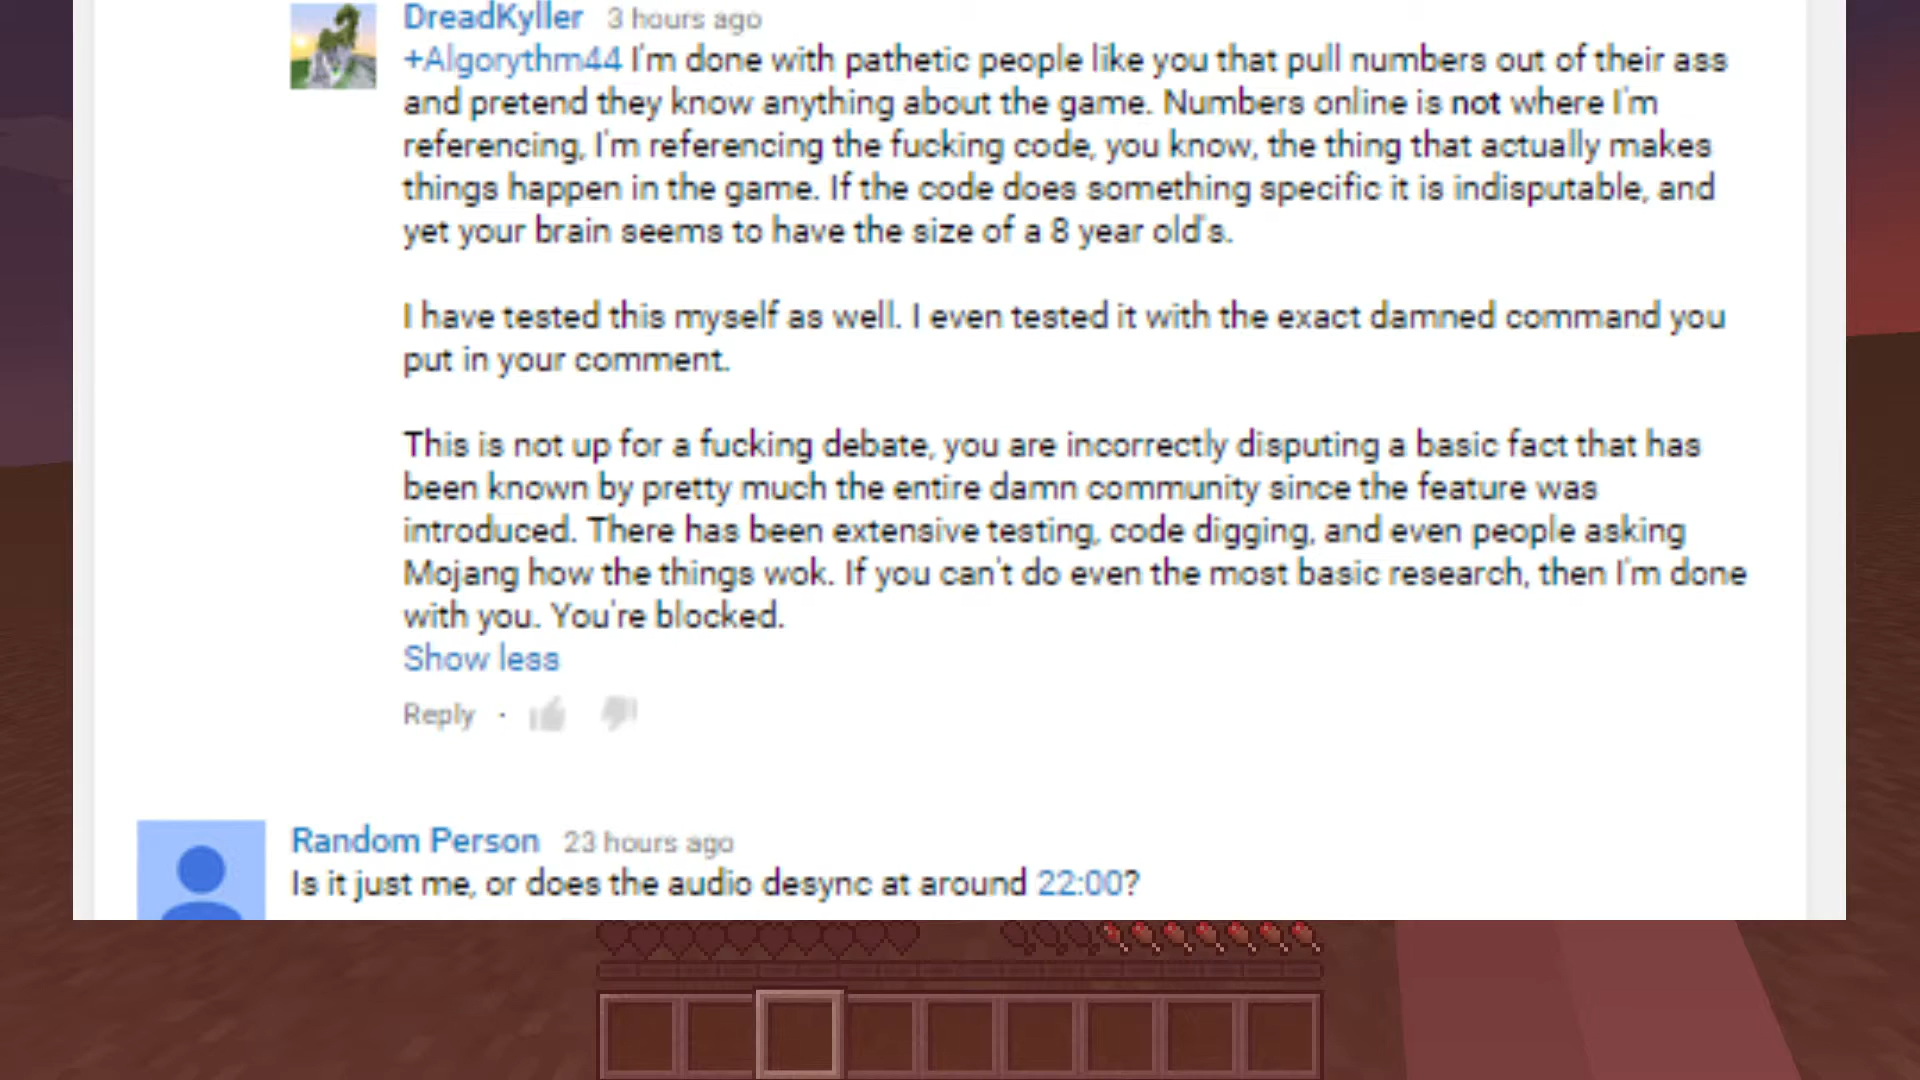 DreadKyller 3 hours ago
+Algorythm44 I'm done with pathetic people like you that pull numbers out of their ass
and pretend they know anything about the game. Numbers online is not where I'm
referencing, I'm referencing the fucking code, you know, the thing that actually makes
things happen in the game. If the code does something specific it is indisputable, and
yet your brain seems to have the size of a 8 year old's.
I have tested this myself as well. I even tested it with the exact damned command you
put in your comment.
This is not up for a fucking debate, you are incorrectly disputing a basic fact that has
been known by pretty much the entire damn community since the feature was
introduced. There has been extensive testing, code digging, and even people asking
Mojang how the things wok. If you can't do even the most basic research, then I'm done
with you. You're blocked.
Show less
Reply ·
Random Person 23 hours ago
Is it just me, or does the audio desync at around 22:00?